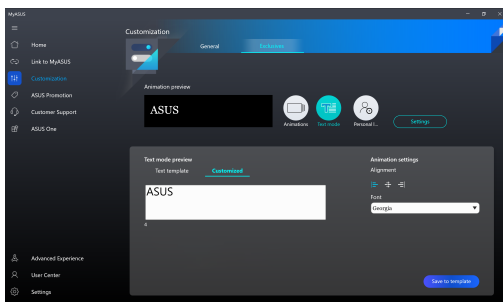 MyASUS
Customization
Home
General
Exclusive
Link to MyASUS
Customization
ASUS Promotion
Customer Support
ASUS One
Animation preview
ASUS
Animations
Text mode
Personal I...
Settings
Text mode preview
Text template
Customized
ASUS
4
Animation settings
Alignment
Font
Georgia
Advanced Experience
User Center
Settings
Save to template